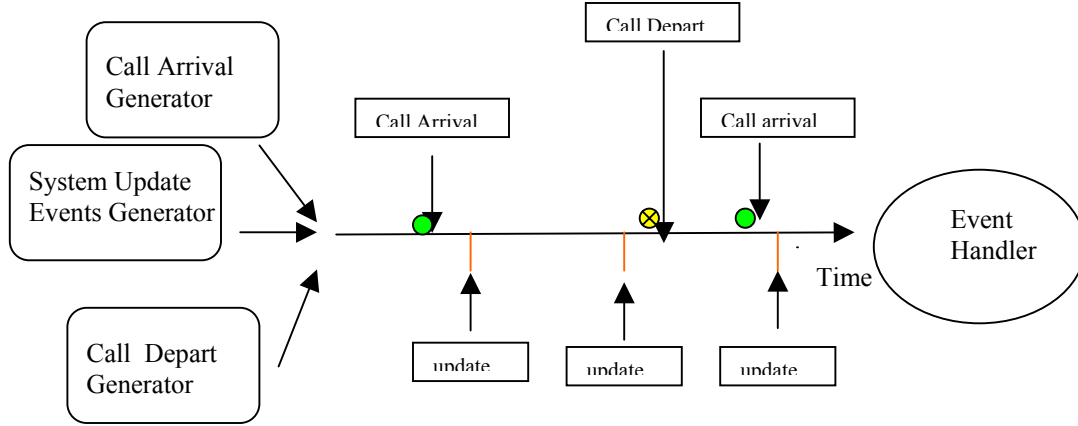 Call Depart
Call Arrival
Generator
Call Arrival
Call arrival
System Update
Events Generator
Event
Handler
Time
Call Depart
Generator
update
update
update